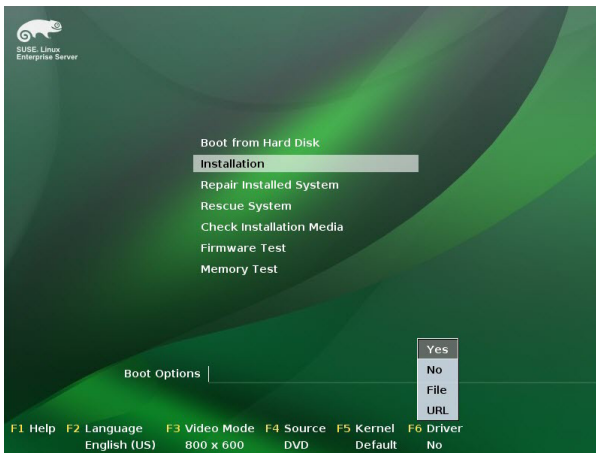 SUSE. Linux
Enterprise Server
Boot from Hard Disk
Installation
Repair Installed System
Rescue System
Check Installation Media
Firmware Test
Memory Test
Yes
No
File
URL
Boot Options
F1 Help F2 Language F3 Video Mode F4 Source F5 Kernel F6 Driver
English (US) 800 x 600 DVD Default No